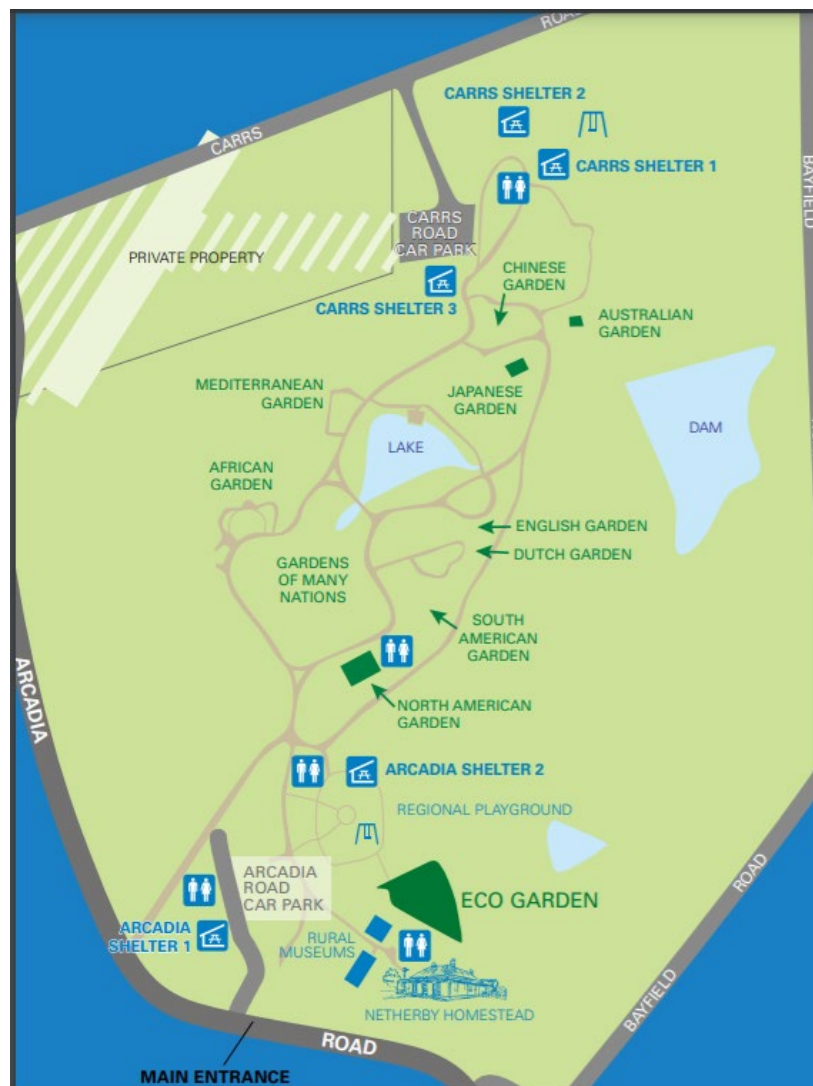 ROAD
CARRS
BAYFIELD
CARRS SHELTER 2
CARRS SHELTER 1
CARRS
ROAD
CAR PARK
PRIVATE PROPERTY
CHINESE
GARDEN
CARRS SHELTER 3
AUSTRALIAN
GARDEN
MEDITERRANEAN
GARDEN
JAPANESE
GARDEN
DAM
LAKE
AFRICAN
GARDEN
ENGLISH GARDEN
DUTCH GARDEN
GARDENS
OF MANY
NATIONS
SOUTH
AMERICAN
GARDEN
ARCADIA
NORTH AMERICAN
GARDEN
ARCADIA SHELTER 2
REGIONAL PLAYGROUND
ARCADIA
ROAD
CAR PARK
ROAD
ECO GARDEN
ARCADIA
SHELTER 1
RURAL
MUSEUMS
BAYFIELD
NETHERBY HOMESTEAD
ROAD
MAIN ENTRANCE